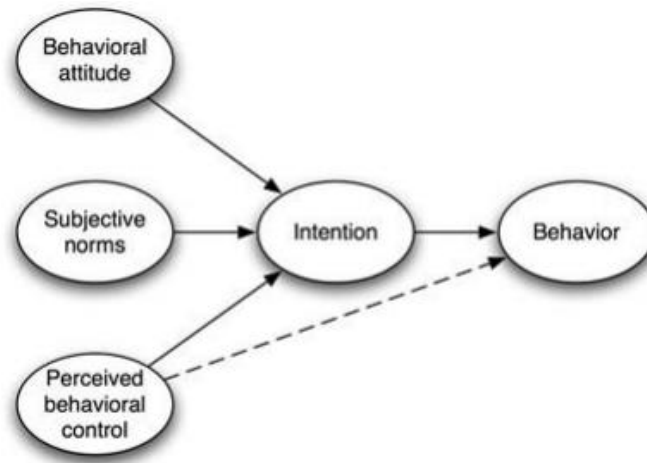 Behavioral
attitude
Subjective
norms
Intention
Behavior
Perceived
behavioral
control